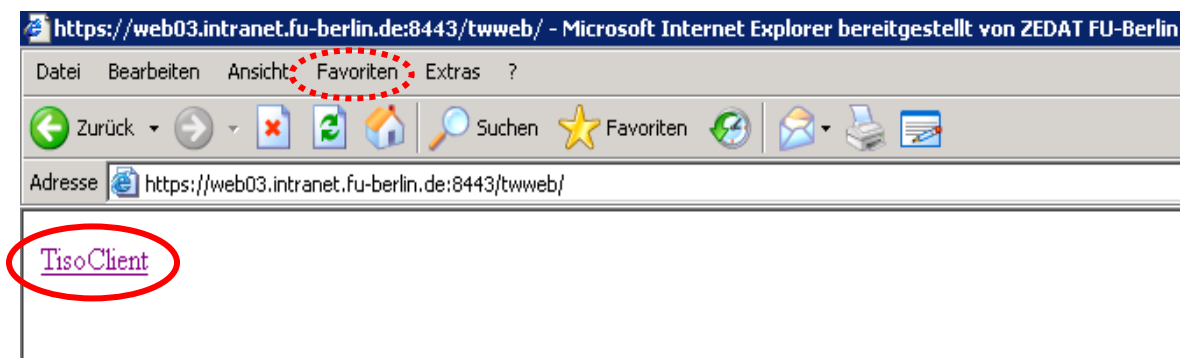 https://web03.intranet.fu-berlin.de:8443/twweb/ - Microsoft Internet Explorer bereitgestellt von ZEDAT FU-Berlin
Datei Bearbeiten Ansicht Favoriten Extras ?
Zurück Suchen Favoriten
Adresse https://web03.intranet.fu-berlin.de:8443/twweb/
TisoClient